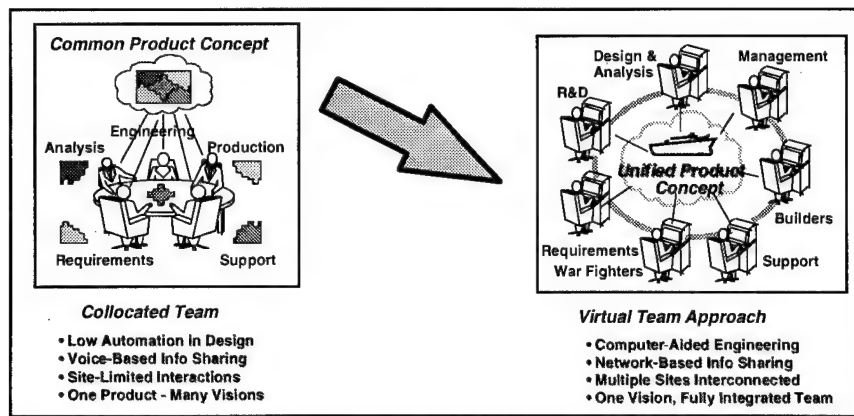 Common Product Concept
Engineering
Analysis
Production
Requirements
Support
Collocated Team
• Low Automation in Design
• Voice-Based Info Sharing
• Site-Limited Interactions
• One Product - Many Visions
Design &
Analysis
Management
R&D
Unified Product
Concept
Builders
Requirements
War Fighters
Support
Virtual Team Approach
• Computer-Aided Engineering
• Network-Based Info Sharing
• Multiple Sites Interconnected
• One Vision, Fully Integrated Team